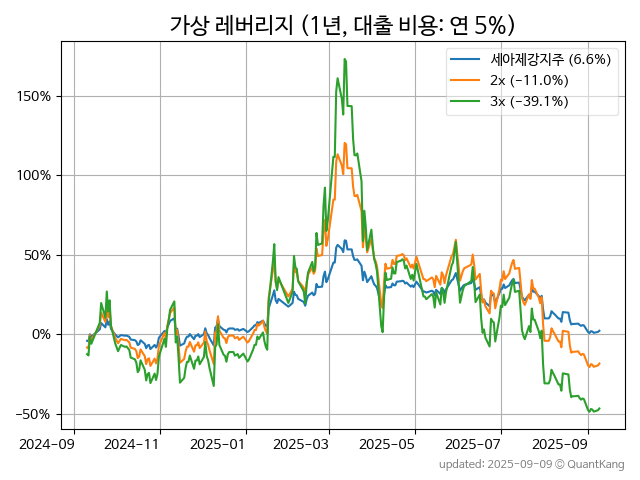 가상 레버리지 (1년, 대출 비용: 연 5%)
세아제강지주 (6.6%)
2x (−11.0%)
3x (−39.1%)
150%
100%
50%
0%
−50%
2024-09 2024-11 2025-01 2025-03 2025-05 2025-07 2025-09
updated: 2025-09-09 © QuantKang